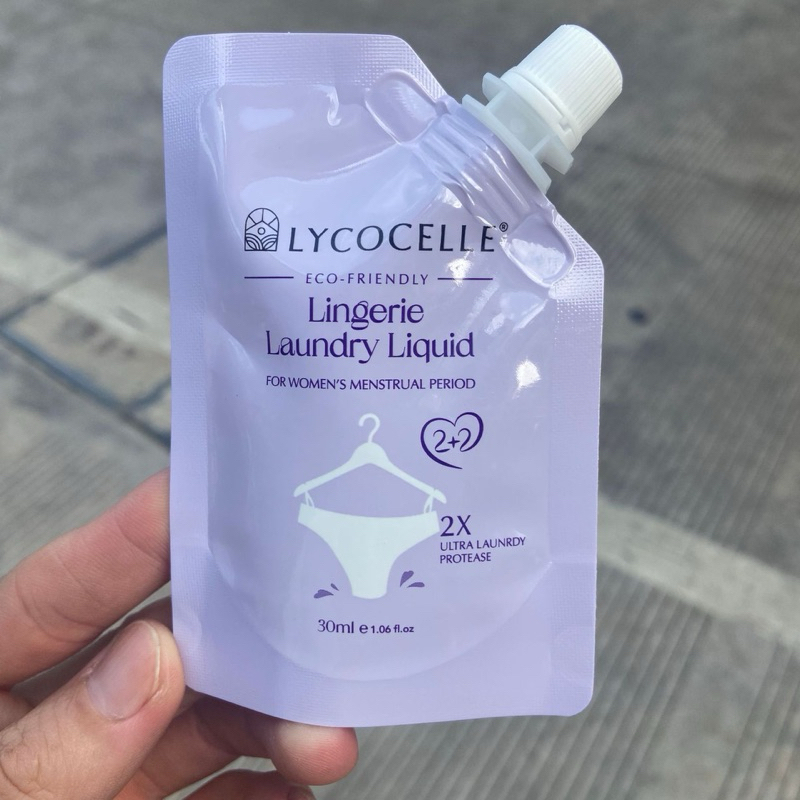 LYCOCELLE®
ECO-FRIENDLY
Lingerie
Laundry Liquid
FOR WOMEN'S MENSTRUAL PERIOD
2+2
2X
ULTRA LAUNRDY
PROTEASE
30ml e 1.06 fl.oz